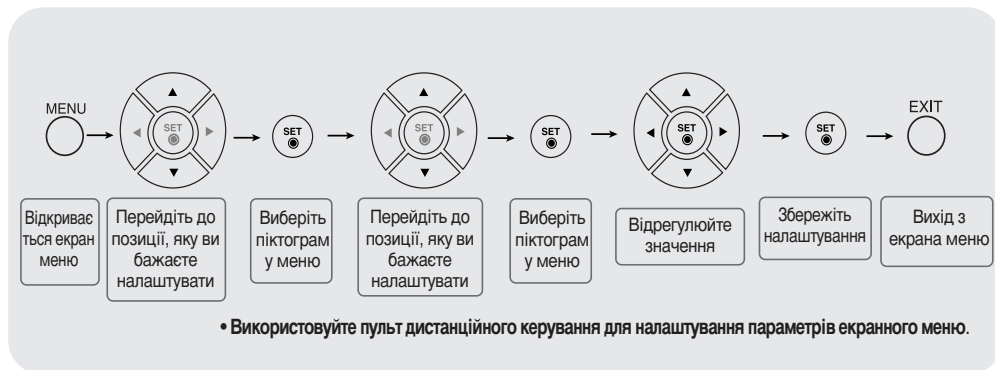 MENU
SET
SET
SET
SET
SET
SET
EXIT
Відкриває
ться екран
меню
Перейдіть до
позиції, яку ви
бажаєте
налаштувати
Виберіть
піктограм
у меню
Перейдіть до
позиції, яку ви
бажаєте
налаштувати
Виберіть
піктограм
у меню
Відрегулюйте
значення
Збережіть
налаштування
Вихід з
екрана меню
• Використовуйте пульт дистанційного керування для налаштування параметрів екранного меню.